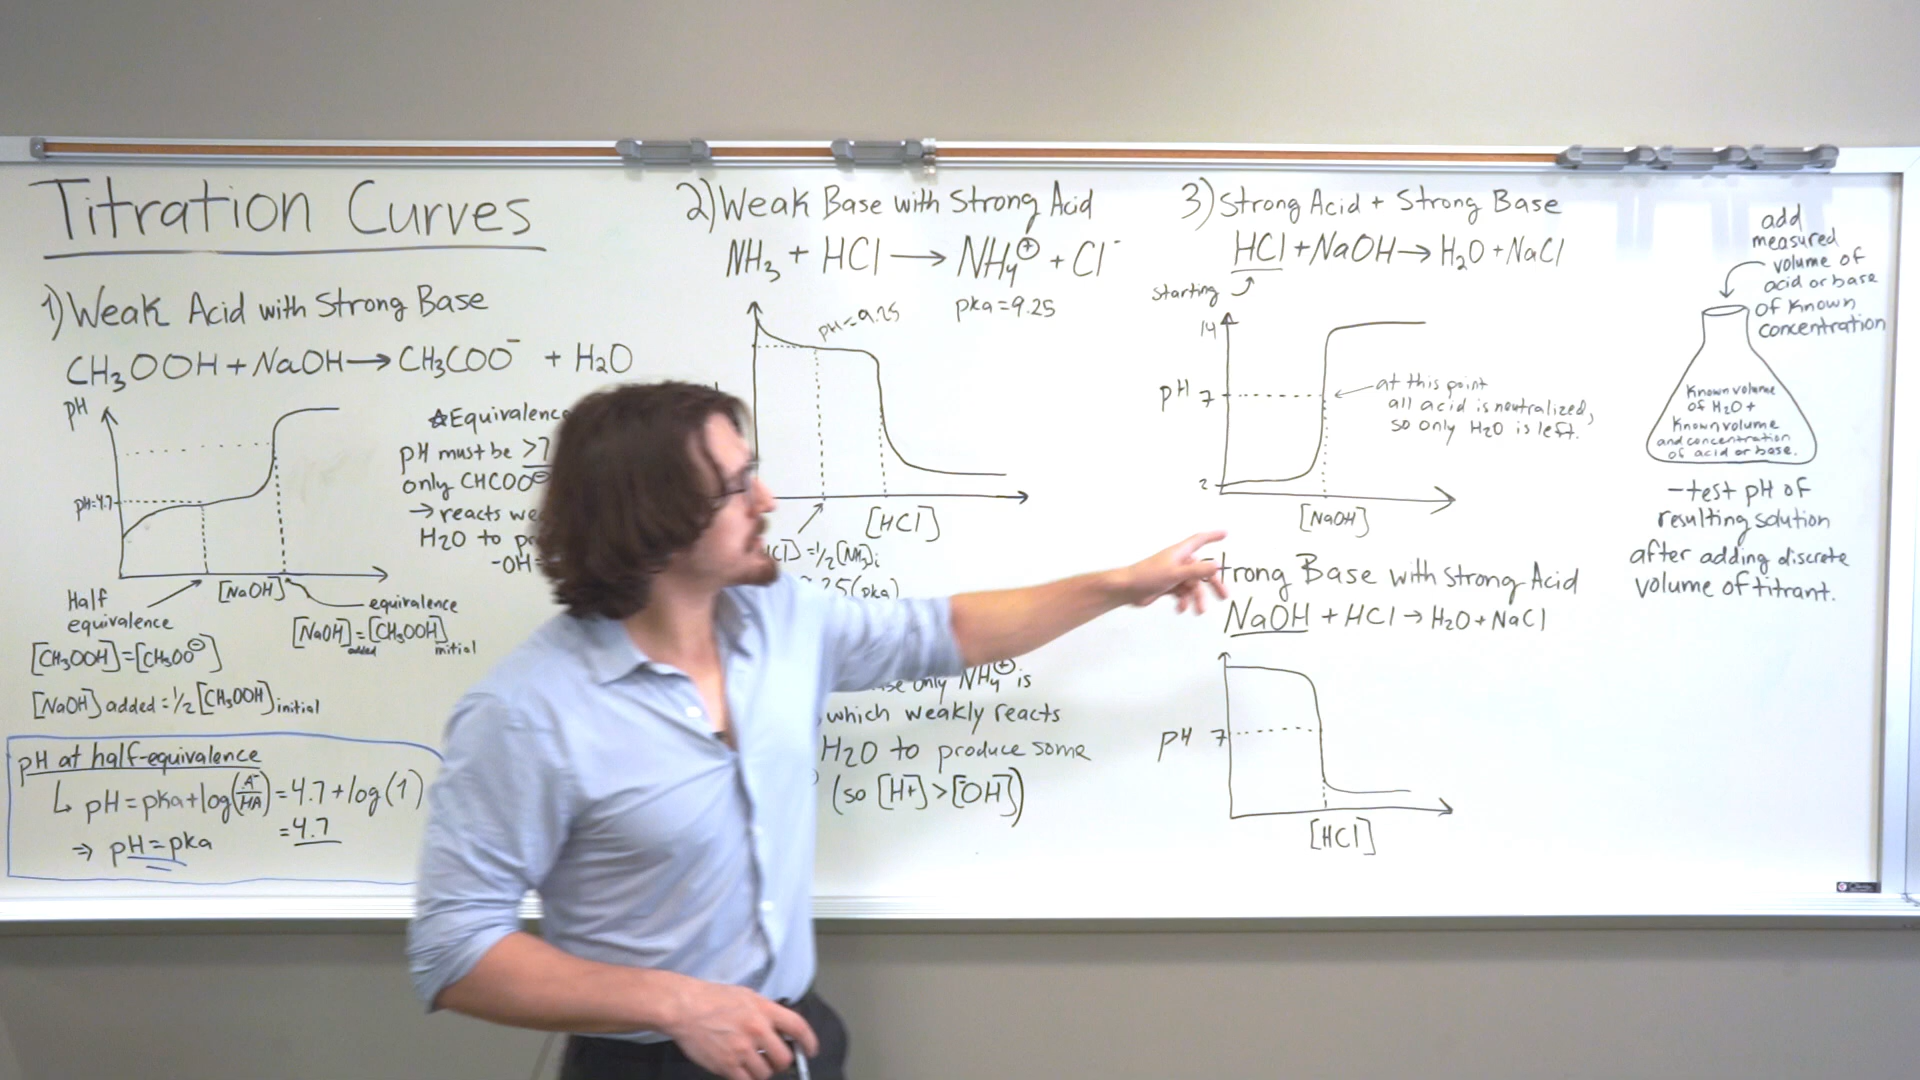 Titration Curves
1) Weak Acid with Strong Base
CH₃OOH + NaOH → CH₃COO⁻ + H₂O
pH
pH=4.7
[NaOH]
Half
equivalence
[CH₃OOH]=[CH₃OO⊖]
[NaOH] added = 1/2 [CH₃OOH] initial
equivalence
[NaOH] added = [CH₃OOH] initial
☆Equivalence
pH must be >7
only CHCOO⊖
→ reacts
H₂O to
-OH
pH at half-equivalence
↳ pH = pka + log(A⁻/HA) = 4.7 + log(1)
= 4.7
⇒ pH = pka
2) Weak Base with Strong Acid
NH₃ + HCl → NH₄⊕ + Cl⁻
pka = 9.25
pH = 9.25
[HCl]
= 1/2 [NH₃]i
(pka)
only NH₄⊕ is
, which weakly reacts
H₂O to produce some
(so [H+] > [⁻OH])
3) Strong Acid + Strong Base
HCl + NaOH → H₂O + NaCl
Starting
14
pH 7
2
[NaOH]
at this point
all acid is neutralized,
so only H₂O is left.
Strong Base with Strong Acid
NaOH + HCl → H₂O + NaCl
pH 7
[HCl]
add
measured
volume of
acid or base
of known
concentration
Known volume
of H₂O +
Known volume
and concentration
of acid or base.
-test pH of
resulting solution
after adding discrete
volume of titrant.